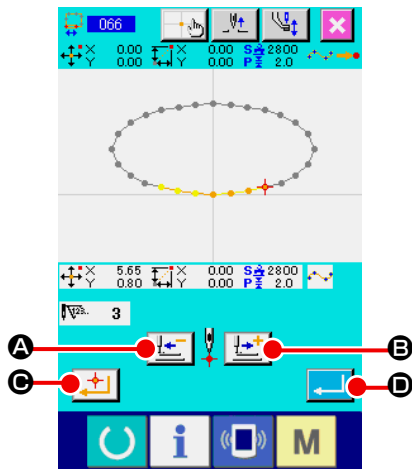 066
X 0.00 X 0.00 S 2800
Y 0.00 Y 0.00 P 2.0
X 5.65 X 0.00 S 2800
Y 0.80 Y 0.00 P 2.0
123.. 3
A B
C D
i M